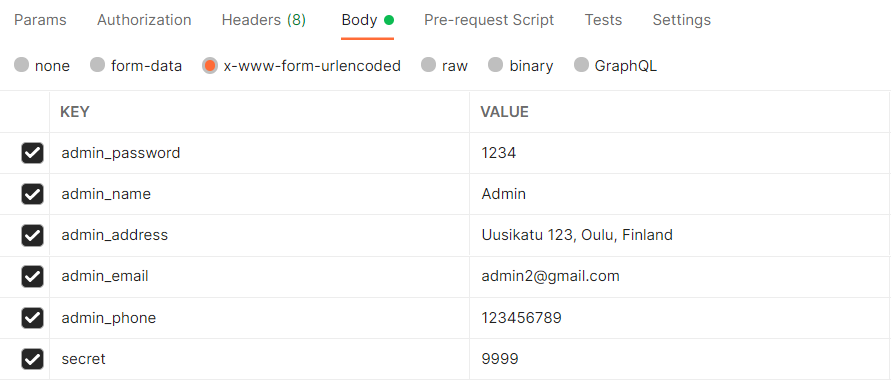 Params Authorization Headers (8) Body Pre-request Script Tests Settings
none form-data x-www-form-urlencoded raw binary GraphQL
KEY VALUE
admin_password 1234
admin_name Admin
admin_address Uusikatu 123, Oulu, Finland
admin_email admin2@gmail.com
admin_phone 123456789
secret 9999